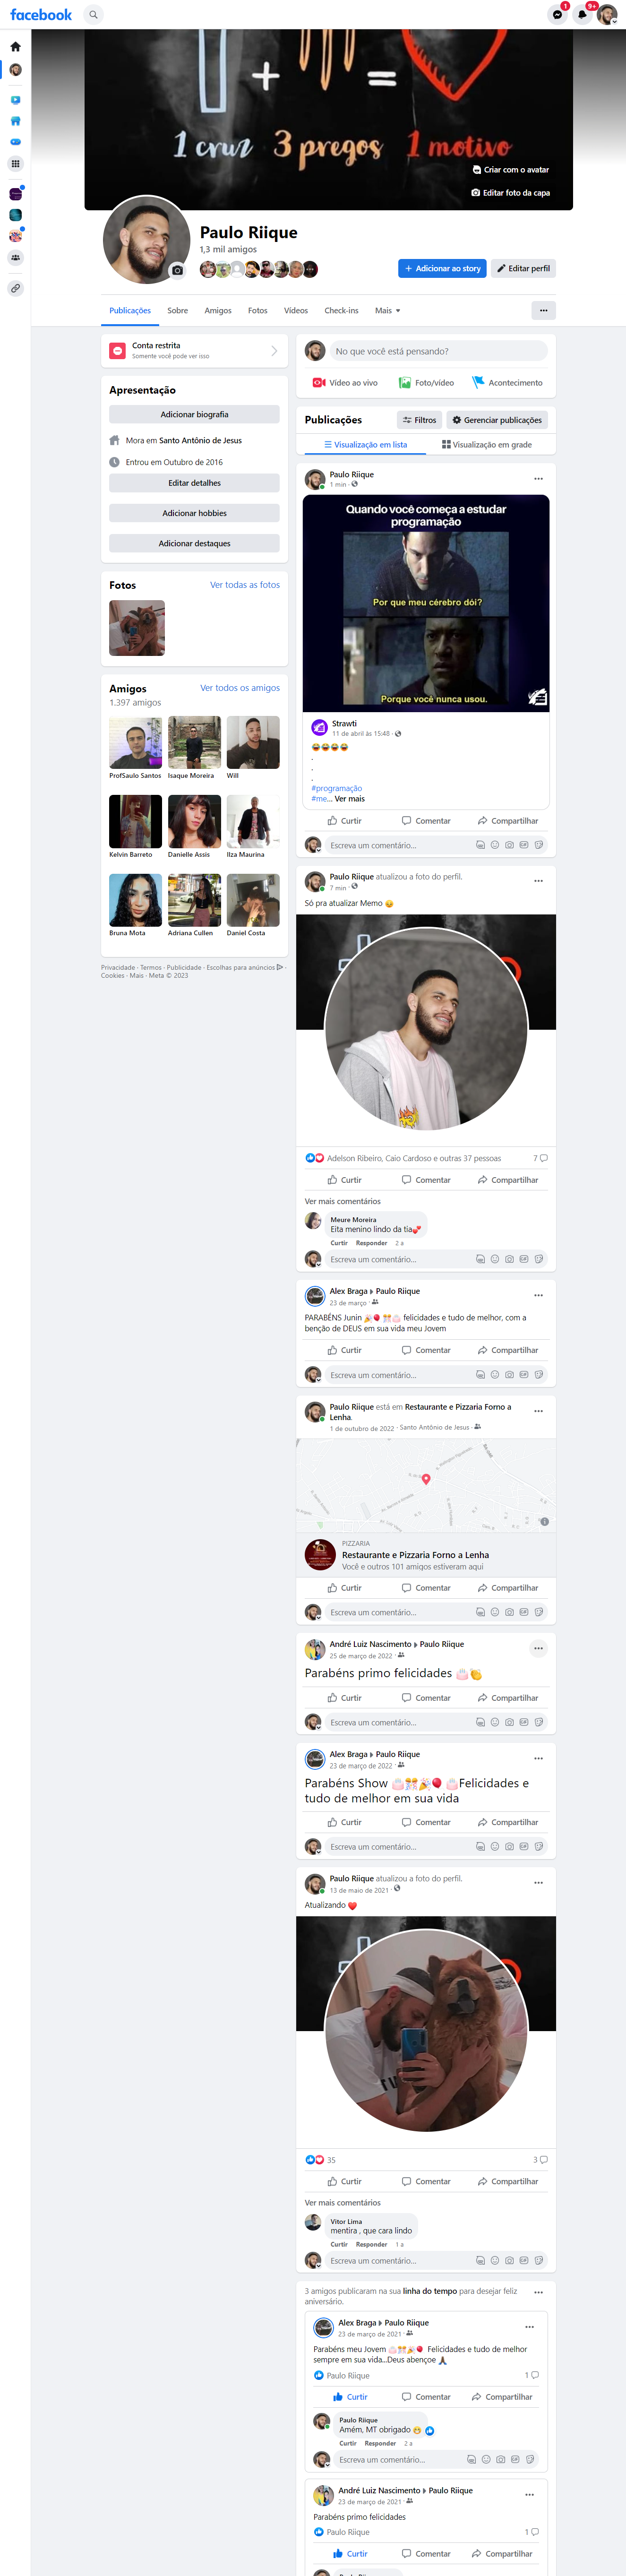 facebook
1
9+
1 cruz 3 pregos 1 motivo
+ =
Criar com o avatar
Editar foto da capa
Paulo Riique
1,3 mil amigos
Adicionar ao story
Editar perfil
Publicações Sobre Amigos Fotos Vídeos Check-ins Mais
Conta restrita
Somente você pode ver isso
Apresentação
Adicionar biografia
Mora em Santo Antônio de Jesus
Entrou em Outubro de 2016
Editar detalhes
Adicionar hobbies
Adicionar destaques
Fotos
Ver todas as fotos
Amigos
Ver todos os amigos
1.397 amigos
ProfSaulo Santos Isaque Moreira Will
Kelvin Barreto Danielle Assis Ilza Maurina
Bruna Mota Adriana Cullen Daniel Costa
Privacidade · Termos · Publicidade · Escolhas para anúncios ·
Cookies · Mais · Meta © 2023
No que você está pensando?
Vídeo ao vivo Foto/vídeo Acontecimento
Publicações
Filtros
Gerenciar publicações
Visualização em lista Visualização em grade
Paulo Riique
1 min ·
Quando você começa a estudar
programação
Por que meu cérebro dói?
Porque você nunca usou.
Strawti
11 de abril às 15:48 ·
😂😂😂😂
.
.
.
#programação
#me... Ver mais
Curtir Comentar Compartilhar
Escreva um comentário...
Paulo Riique atualizou a foto do perfil.
7 min ·
Só pra atualizar Memo 😅
Adelson Ribeiro, Caio Cardoso e outras 37 pessoas
7
Curtir Comentar Compartilhar
Ver mais comentários
Meure Moreira
Eita menino lindo da tia💞
Curtir Responder 2 a
Escreva um comentário...
Alex Braga ▸ Paulo Riique
23 de março ·
PARABÉNS Junin 🎉🎈🎊🎂 felicidades e tudo de melhor, com a
benção de DEUS em sua vida meu Jovem
Curtir Comentar Compartilhar
Escreva um comentário...
Paulo Riique está em Restaurante e Pizzaria Forno a
Lenha.
1 de outubro de 2022 · Santo Antônio de Jesus ·
PIZZARIA
Restaurante e Pizzaria Forno a Lenha
Você e outros 101 amigos estiveram aqui
Curtir Comentar Compartilhar
Escreva um comentário...
André Luiz Nascimento ▸ Paulo Riique
25 de março de 2022 ·
Parabéns primo felicidades 🎂👏
Curtir Comentar Compartilhar
Escreva um comentário...
Alex Braga ▸ Paulo Riique
23 de março de 2022 ·
Parabéns Show 🎂🎊🎉🎈 🎂Felicidades e
tudo de melhor em sua vida
Curtir Comentar Compartilhar
Escreva um comentário...
Paulo Riique atualizou a foto do perfil.
13 de maio de 2021 ·
Atualizando ❤️
35
3
Curtir Comentar Compartilhar
Ver mais comentários
Vitor Lima
mentira , que cara lindo
Curtir Responder 1 a
Escreva um comentário...
3 amigos publicaram na sua linha do tempo para desejar feliz
aniversário.
Alex Braga ▸ Paulo Riique
23 de março de 2021 ·
Parabéns meu Jovem 🎂🎊🎉🎈 Felicidades e tudo de melhor
sempre em sua vida...Deus abençoe 🙏🏾
Paulo Riique
1
Curtir Comentar Compartilhar
Paulo Riique
Amém, MT obrigado 😁
Curtir Responder 2 a
Escreva um comentário...
André Luiz Nascimento ▸ Paulo Riique
23 de março de 2021 ·
Parabéns primo felicidades
Paulo Riique
1
Curtir Comentar Compartilhar